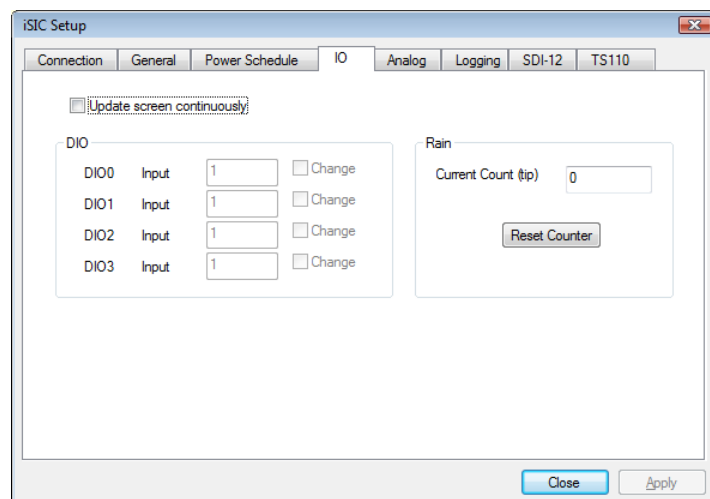 iSIC Setup
Connection General Power Schedule IO Analog Logging SDI-12 TS110
Update screen continuously
DIO
DIO0 Input 1 Change
DIO1 Input 1 Change
DIO2 Input 1 Change
DIO3 Input 1 Change
Rain
Current Count (tip) 0
Reset Counter
Close Apply